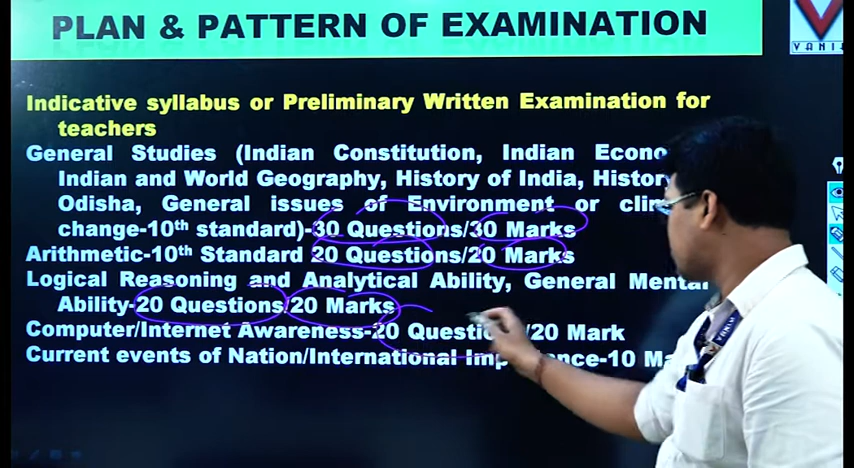 PLAN & PATTERN OF EXAMINATION
Indicative syllabus or Preliminary Written Examination for
teachers
General Studies (Indian Constitution, Indian
Indian and World Geography, History of India,
Odisha, General issues of Environment or
change-10th standard)-30 Questions/30 Marks
Arithmetic-10th Standard 20 Questions/20 Marks
Logical Reasoning and Analytical Ability, General Mental
Ability-20 Questions/20 Marks
Computer/Internet Awareness-20 /20 Mark
Current events of Nation/International -10